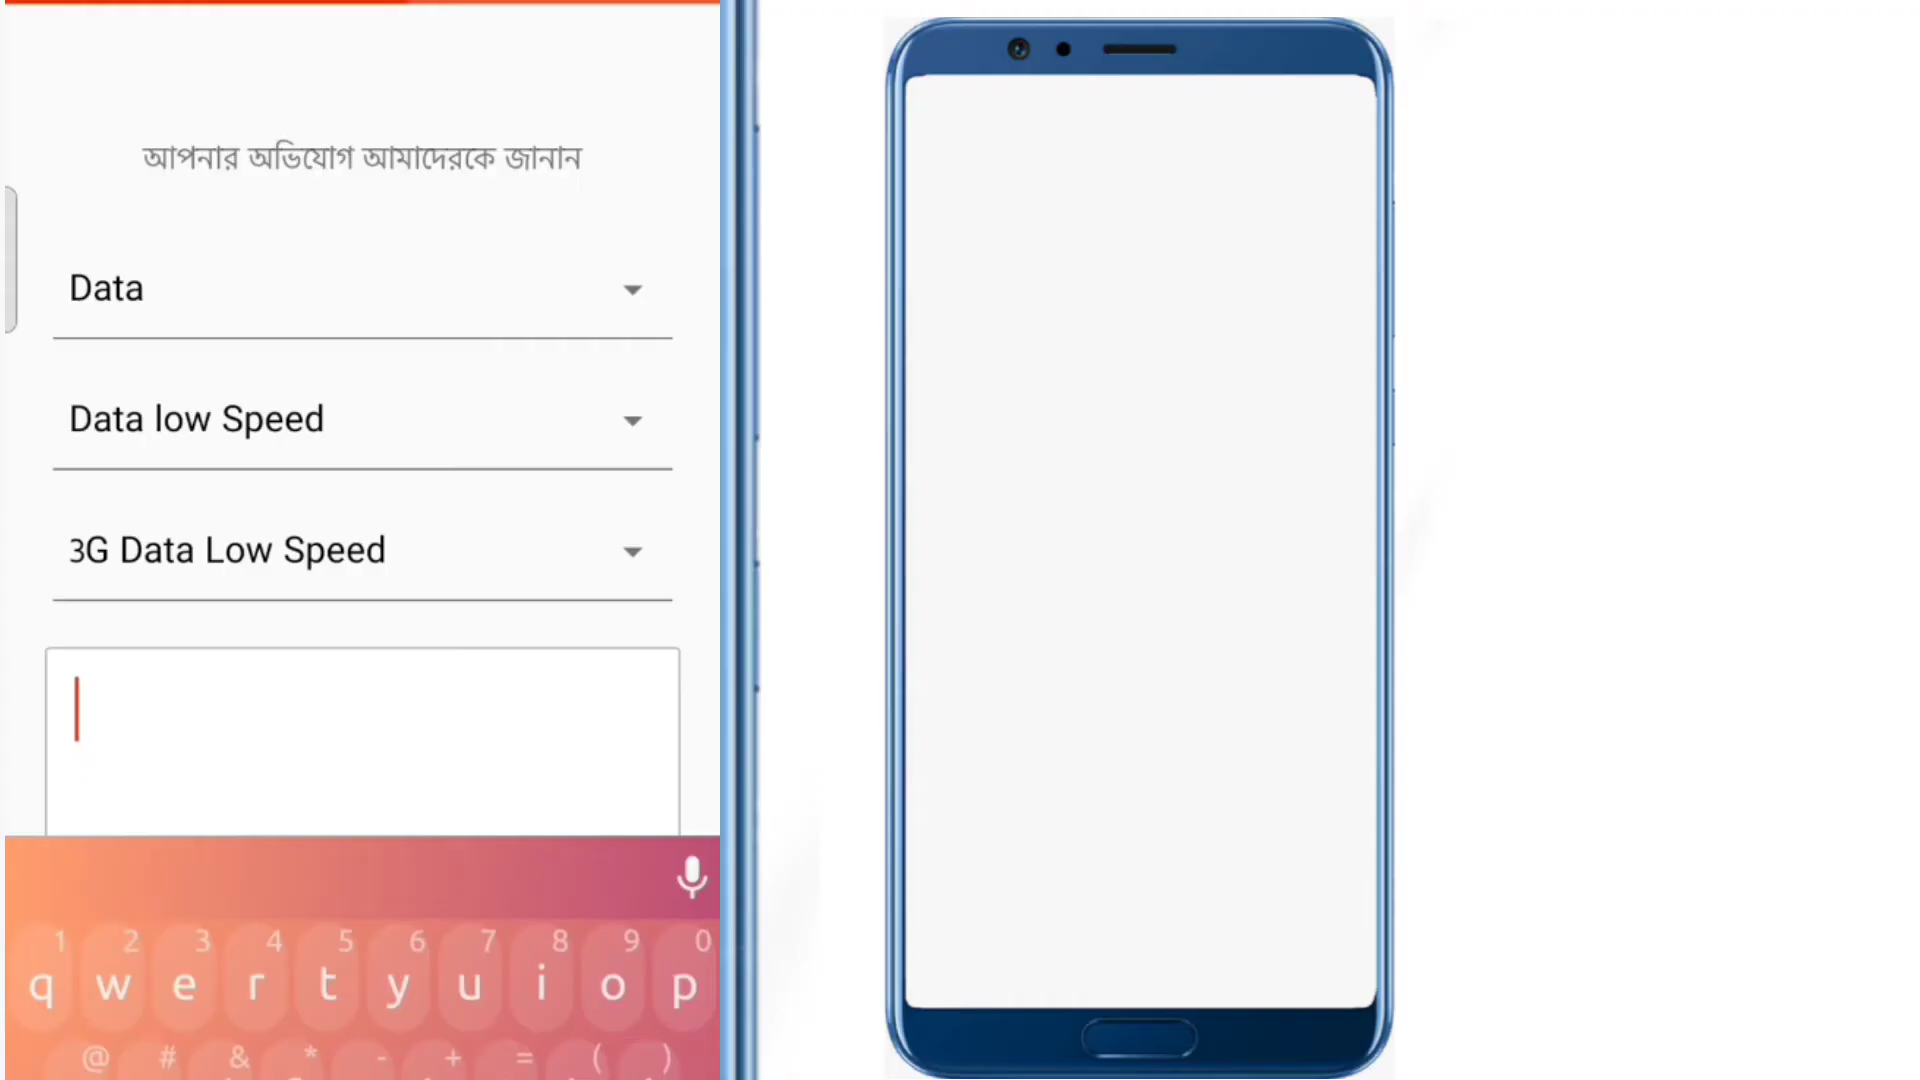 আপনার অভিযোগ আমাদেরকে জানান
Data
Data low Speed
3G Data Low Speed
1 2 3 4 5 6 7 8 9 0
q w e r t y u i o p
@ # & * - + = ( )